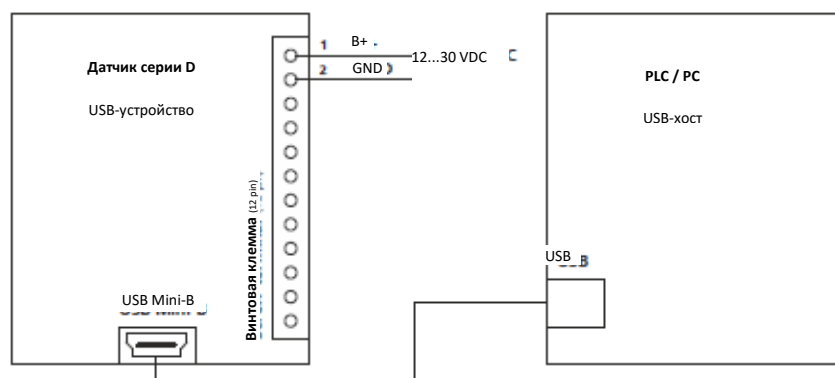 Датчик серии D
USB-устройство
1 B+
2 GND
12...30 VDC
PLC / PC
USB-хост
Винтовая клемма (12 pin)
USB
USB Mini-B